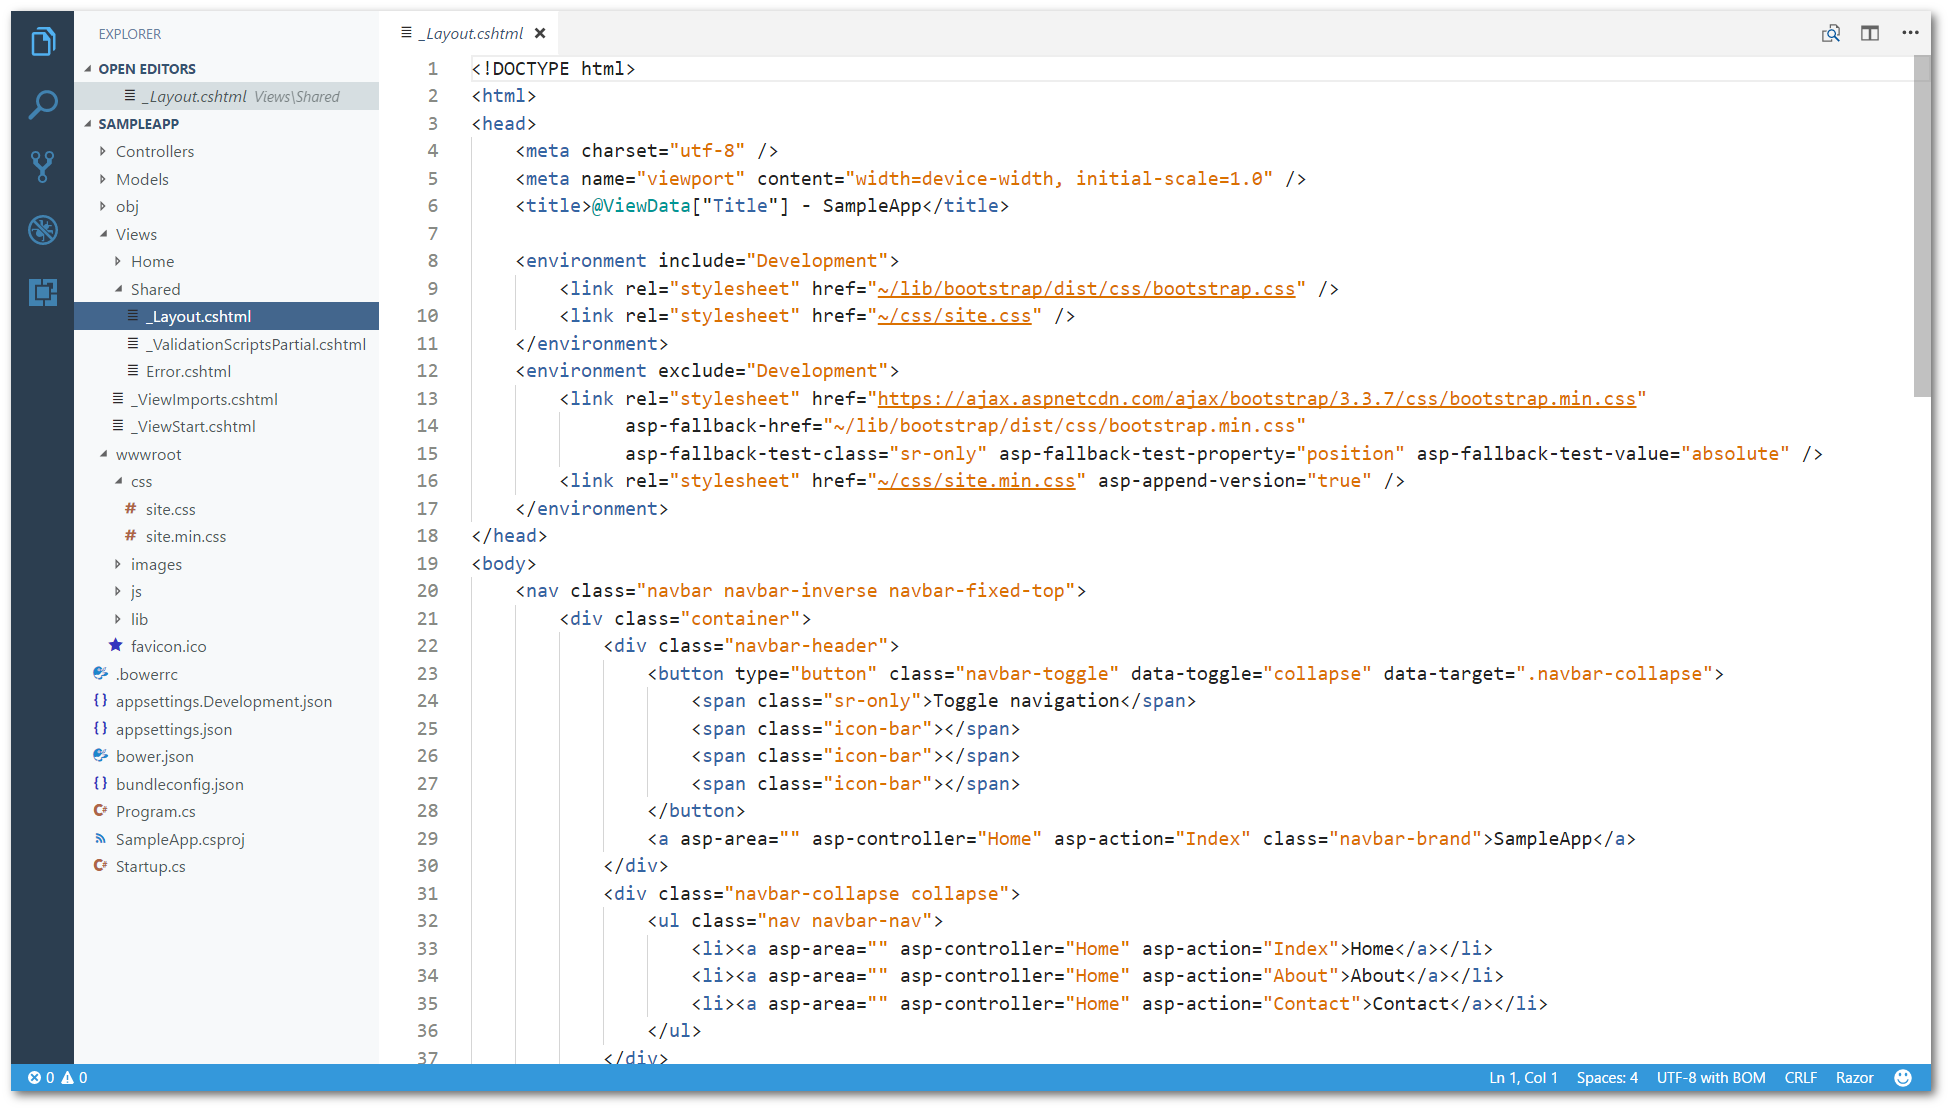 EXPLORER
OPEN EDITORS
_Layout.cshtml Views\Shared
SAMPLEAPP
Controllers
Models
obj
Views
Home
Shared
_Layout.cshtml
_ValidationScriptsPartial.cshtml
Error.cshtml
_ViewImports.cshtml
_ViewStart.cshtml
wwwroot
css
# site.css
# site.min.css
images
js
lib
favicon.ico
.bowerrc
{} appsettings.Development.json
{} appsettings.json
bower.json
{} bundleconfig.json
C# Program.cs
SampleApp.csproj
C# Startup.cs
_Layout.cshtml
1 <!DOCTYPE html>
2 <html>
3 <head>
4 <meta charset="utf-8" />
5 <meta name="viewport" content="width=device-width, initial-scale=1.0" />
6 <title>@ViewData["Title"] - SampleApp</title>
7
8 <environment include="Development">
9 <link rel="stylesheet" href="~/lib/bootstrap/dist/css/bootstrap.css" />
10 <link rel="stylesheet" href="~/css/site.css" />
11 </environment>
12 <environment exclude="Development">
13 <link rel="stylesheet" href="https://ajax.aspnetcdn.com/ajax/bootstrap/3.3.7/css/bootstrap.min.css"
14 asp-fallback-href="~/lib/bootstrap/dist/css/bootstrap.min.css"
15 asp-fallback-test-class="sr-only" asp-fallback-test-property="position" asp-fallback-test-value="absolute" />
16 <link rel="stylesheet" href="~/css/site.min.css" asp-append-version="true" />
17 </environment>
18 </head>
19 <body>
20 <nav class="navbar navbar-inverse navbar-fixed-top">
21 <div class="container">
22 <div class="navbar-header">
23 <button type="button" class="navbar-toggle" data-toggle="collapse" data-target=".navbar-collapse">
24 <span class="sr-only">Toggle navigation</span>
25 <span class="icon-bar"></span>
26 <span class="icon-bar"></span>
27 <span class="icon-bar"></span>
28 </button>
29 <a asp-area="" asp-controller="Home" asp-action="Index" class="navbar-brand">SampleApp</a>
30 </div>
31 <div class="navbar-collapse collapse">
32 <ul class="nav navbar-nav">
33 <li><a asp-area="" asp-controller="Home" asp-action="Index">Home</a></li>
34 <li><a asp-area="" asp-controller="Home" asp-action="About">About</a></li>
35 <li><a asp-area="" asp-controller="Home" asp-action="Contact">Contact</a></li>
36 </ul>
37 </div>
0 0 Ln 1, Col 1 Spaces: 4 UTF-8 with BOM CRLF Razor